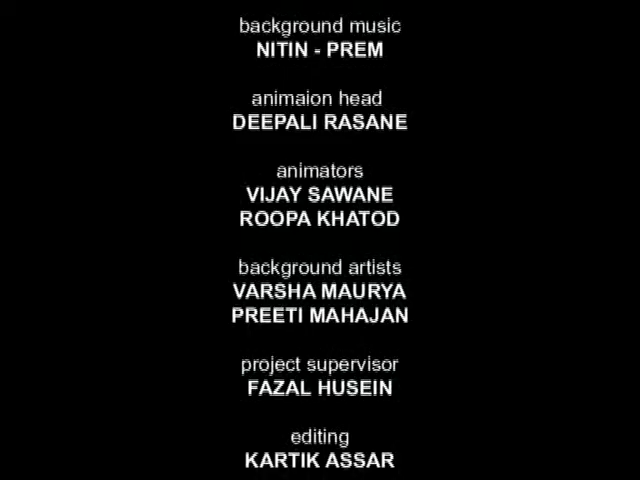 background music
NITIN - PREM
animaion head
DEEPALI RASANE
animators
VIJAY SAWANE
ROOPA KHATOD
background artists
VARSHA MAURYA
PREETI MAHAJAN
project supervisor
FAZAL HUSEIN
editing
KARTIK ASSAR